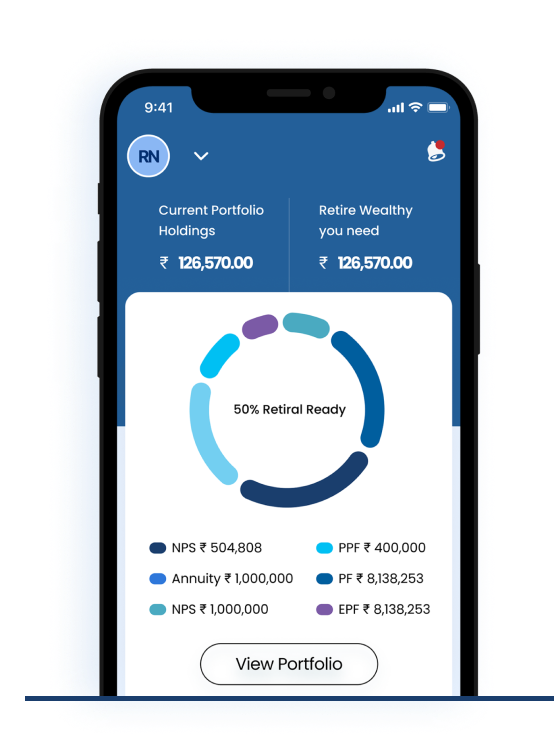 9:41
RN
Current Portfolio
Holdings
₹ 126,570.00
Retire Wealthy
you need
₹ 126,570.00
50% Retiral Ready
NPS ₹ 504,808
PPF ₹ 400,000
Annuity ₹ 1,000,000
PF ₹ 8,138,253
NPS ₹ 1,000,000
EPF ₹ 8,138,253
View Portfolio